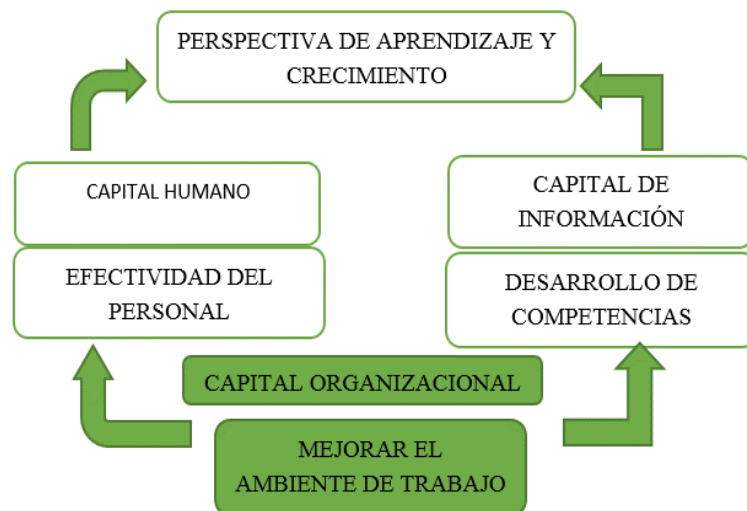 PERSPECTIVA DE APRENDIZAJE Y
CRECIMIENTO
CAPITAL HUMANO
EFECTIVIDAD DEL
PERSONAL
CAPITAL DE
INFORMACIÓN
DESARROLLO DE
COMPETENCIAS
CAPITAL ORGANIZACIONAL
MEJORAR EL
AMBIENTE DE TRABAJO